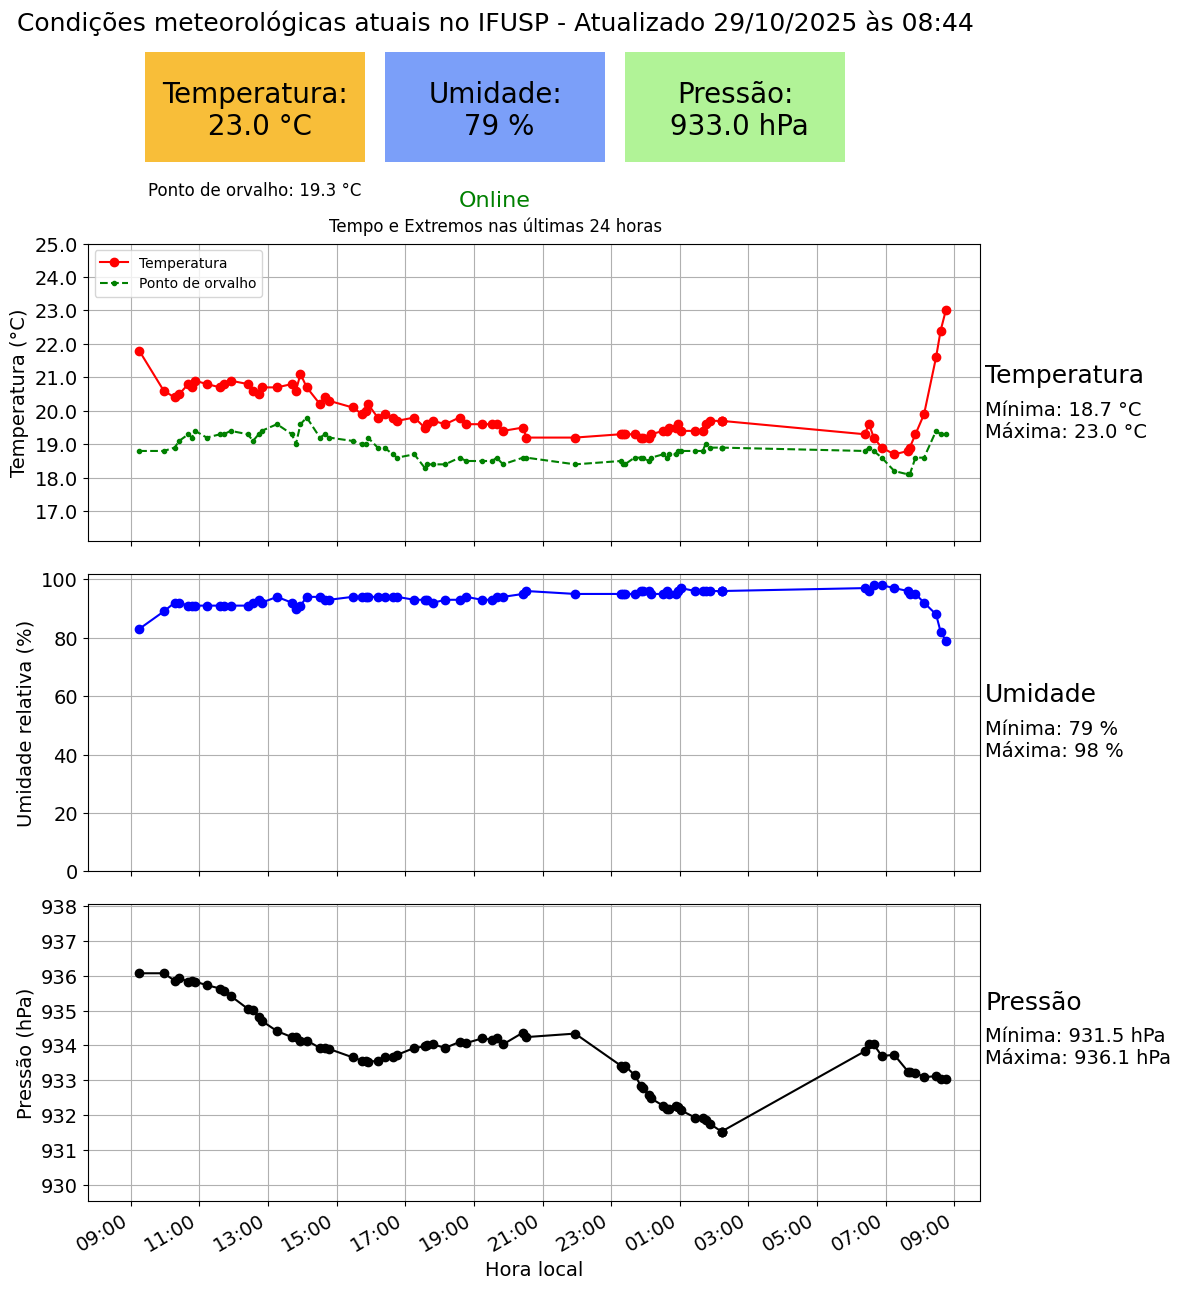 Condições meteorológicas atuais no IFUSP - Atualizado 29/10/2025 às 08:44
Temperatura:
23.0 °C
Umidade:
79 %
Pressão:
933.0 hPa
Ponto de orvalho: 19.3 °C
Online
Tempo e Extremos nas últimas 24 horas
Temperatura (°C)
25.0
24.0
23.0
22.0
21.0
20.0
19.0
18.0
17.0
Temperatura
Ponto de orvalho
Temperatura
Mínima: 18.7 °C
Máxima: 23.0 °C
Umidade relativa (%)
100
80
60
40
20
0
Umidade
Mínima: 79 %
Máxima: 98 %
Pressão (hPa)
938
937
936
935
934
933
932
931
930
Pressão
Mínima: 931.5 hPa
Máxima: 936.1 hPa
09:00
11:00
13:00
15:00
17:00
19:00
21:00
23:00
01:00
03:00
05:00
07:00
09:00
Hora local